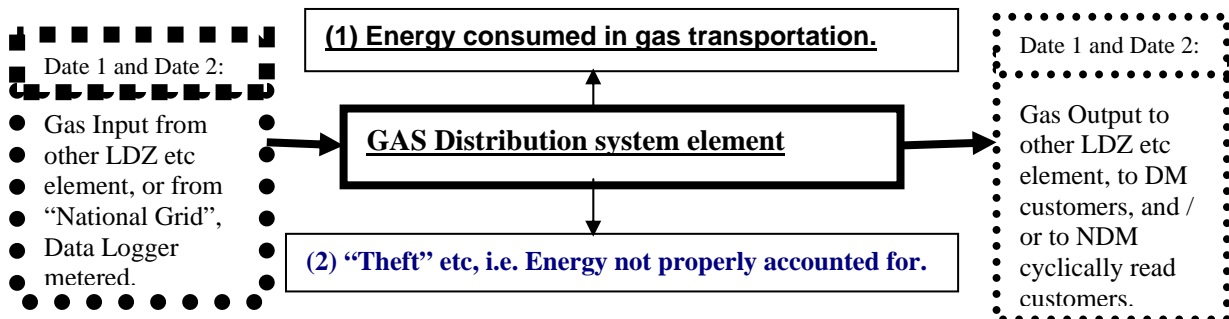 (1) Energy consumed in gas transportation.
Date 1 and Date 2:
Gas Input from
other LDZ etc
element, or from
“National Grid”,
Data Logger
metered.
GAS Distribution system element
(2) “Theft” etc, i.e. Energy not properly accounted for.
Date 1 and Date 2:
Gas Output to
other LDZ etc
element, to DM
customers, and /
or to NDM
cyclically read
customers.